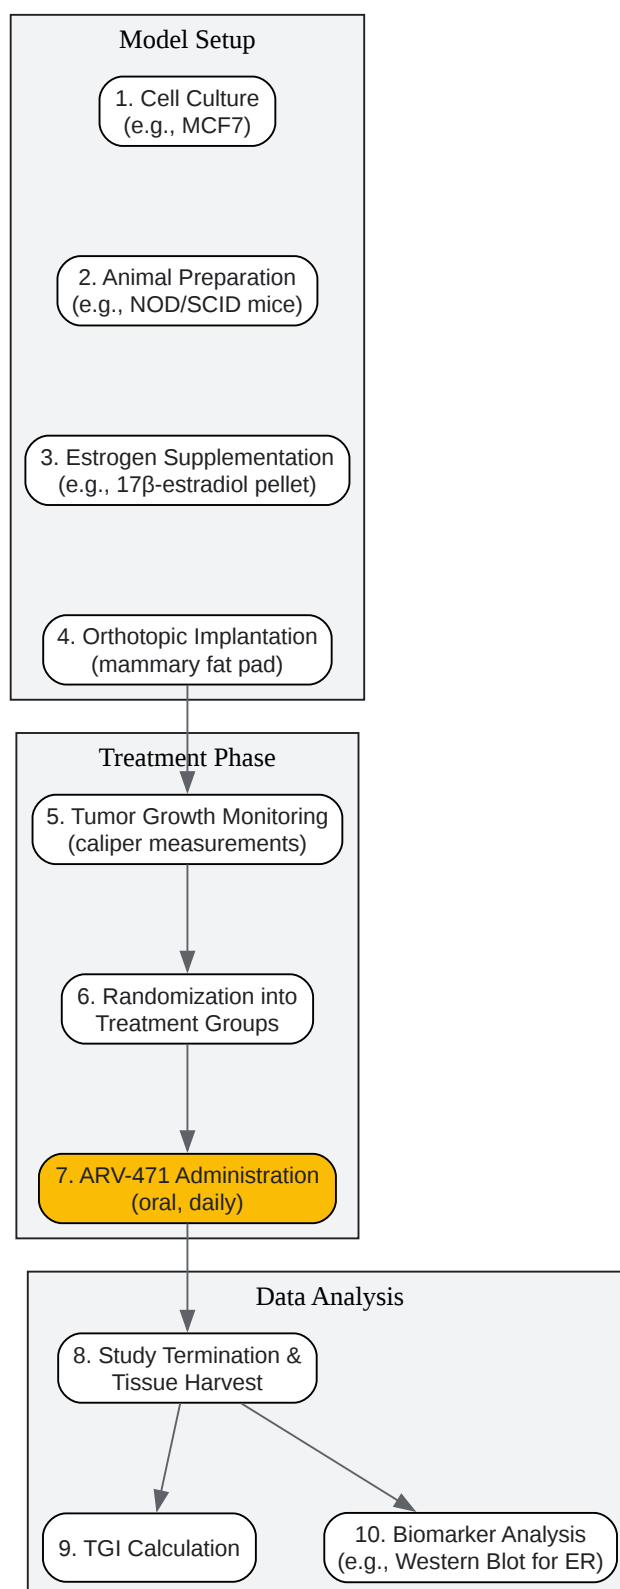 Model Setup
1. Cell Culture
(e.g., MCF7)
2. Animal Preparation
(e.g., NOD/SCID mice)
3. Estrogen Supplementation
(e.g., 17β-estradiol pellet)
4. Orthotopic Implantation
(mammary fat pad)
Treatment Phase
5. Tumor Growth Monitoring
(caliper measurements)
6. Randomization into
Treatment Groups
7. ARV-471 Administration
(oral, daily)
Data Analysis
8. Study Termination &
Tissue Harvest
9. TGI Calculation
10. Biomarker Analysis
(e.g., Western Blot for ER)